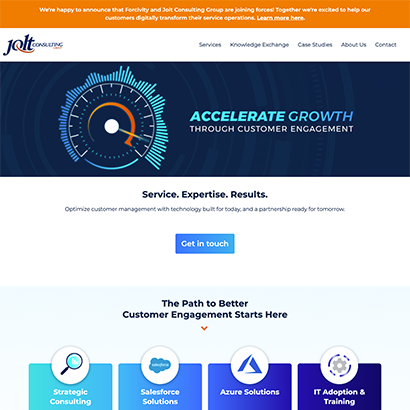 We're happy to announce that Forcivity and Jolt Consulting Group are joining forces! Together we're excited to help our
customers digitally transform their service operations. Learn more here.
Jolt CONSULTING
GROUP
Services Knowledge Exchange Case Studies About Us Contact
ACCELERATE GROWTH
THROUGH CUSTOMER ENGAGEMENT
Service. Expertise. Results.
Optimize customer management with technology built for today, and a partnership ready for tomorrow.
Get in touch
The Path to Better
Customer Engagement Starts Here
salesforce
Strategic
Consulting
Salesforce
Solutions
Azure Solutions
IT Adoption &
Training